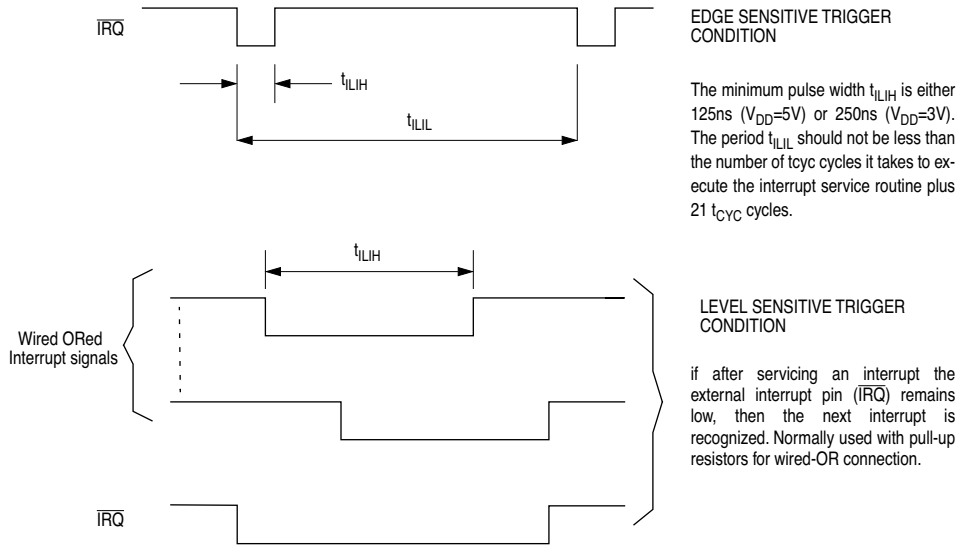 IRQ
EDGE SENSITIVE TRIGGER
CONDITION
tILIH
tILIL
The minimum pulse width tILIH is either
125ns (VDD=5V) or 250ns (VDD=3V).
The period tILIL should not be less than
the number of tcyc cycles it takes to ex-
ecute the interrupt service routine plus
21 tCYC cycles.
tILIH
Wired ORed
Interrupt signals
LEVEL SENSITIVE TRIGGER
CONDITION
if after servicing an interrupt the
external interrupt pin (IRQ) remains
low, then the next interrupt is
recognized. Normally used with pull-up
resistors for wired-OR connection.
IRQ